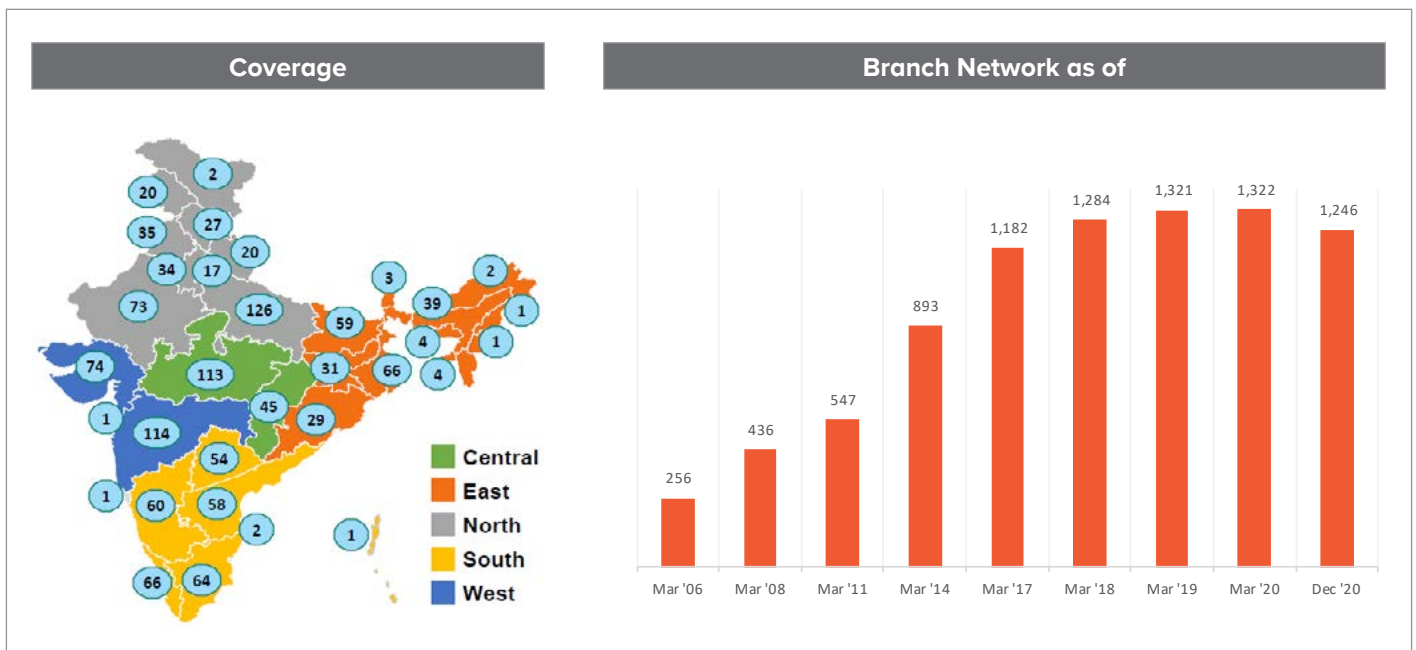 Coverage
Branch Network as of
2
20
27
35
20
34
17
73
126
3
2
39
1
59
4
1
74
31
66
4
113
45
1
114
29
54
1
60
58
2
1
66
64
Central
East
North
South
West
256
436
547
893
1,182
1,284
1,321
1,322
1,246
Mar '06
Mar '08
Mar '11
Mar '14
Mar '17
Mar '18
Mar '19
Mar '20
Dec '20